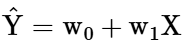 Ŷ = w₀ + w₁X